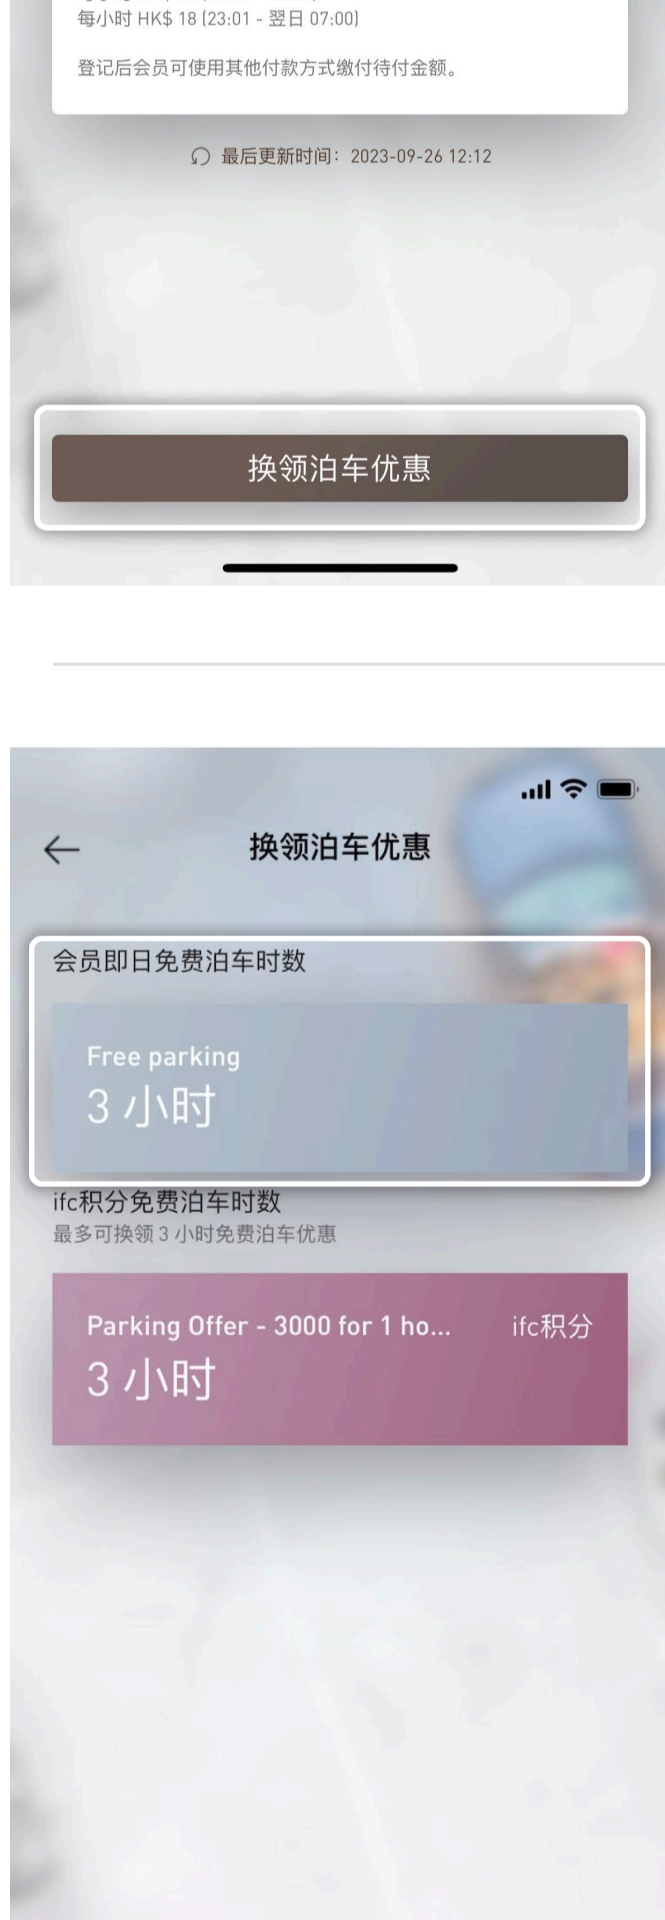 每小时 HK$ 18 (23:01 - 翌日 07:00)
登记后会员可使用其他付款方式缴付待付金额。
最后更新时间：2023-09-26 12:12
换领泊车优惠
换领泊车优惠
会员即日免费泊车时数
Free parking
3 小时
ifc积分免费泊车时数
最多可换领 3 小时免费泊车优惠
Parking Offer - 3000 for 1 ho... ifc积分
3 小时